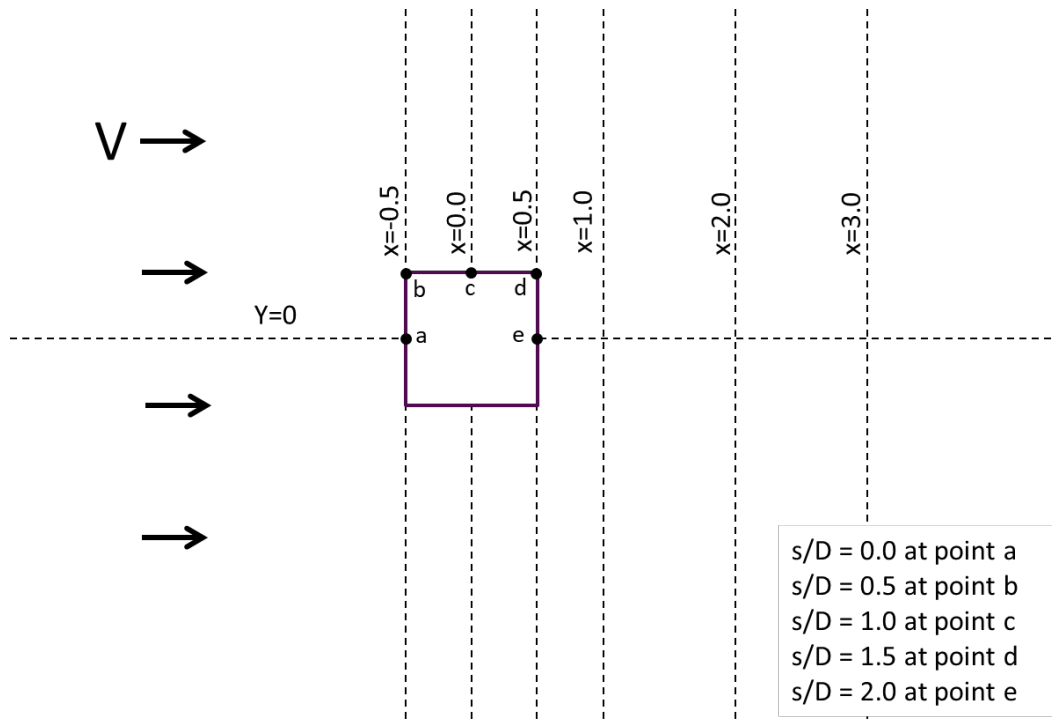 V
x=-0.5
x=0.0
x=0.5
x=1.0
x=2.0
x=3.0
b
c
d
Y=0
a
e
s/D = 0.0 at point a
s/D = 0.5 at point b
s/D = 1.0 at point c
s/D = 1.5 at point d
s/D = 2.0 at point e